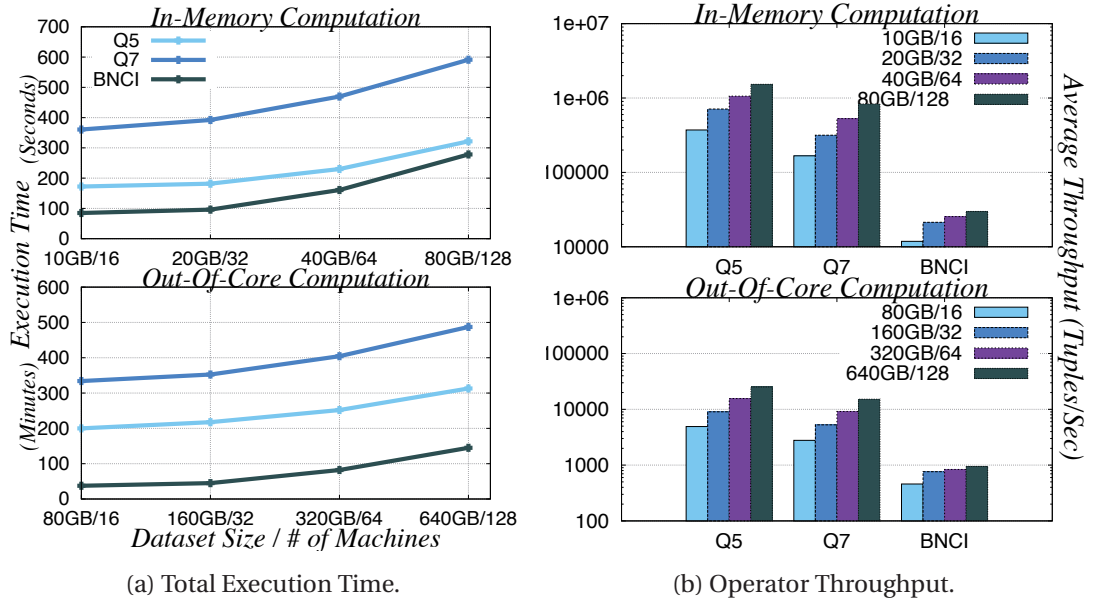 In-Memory Computation
700
600
500
400
300
200
100
0
Q5
Q7
BNCI
10GB/16 20GB/32 40GB/64 80GB/128
Execution Time
(Seconds)
(Minutes)
Out-Of-Core Computation
600
500
400
300
200
100
0
80GB/16 160GB/32 320GB/64 640GB/128
Dataset Size / # of Machines
(a) Total Execution Time.
In-Memory Computation
1e+07
1e+06
100000
10000
10GB/16
20GB/32
40GB/64
80GB/128
Q5 Q7 BNCI
Average Throughput (Tuples/Sec)
Out-Of-Core Computation
1e+06
100000
10000
1000
100
80GB/16
160GB/32
320GB/64
640GB/128
Q5 Q7 BNCI
(b) Operator Throughput.